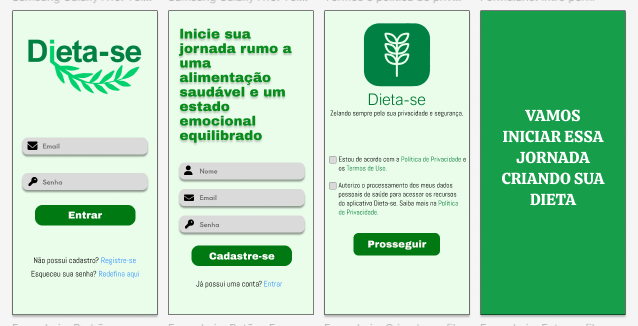 Dieta-se
Email
Senha
Entrar
Não possui cadastro? Registre-se
Esqueceu sua senha? Redefina aqui
Inicie sua
jornada rumo a
uma
alimentação
saudável e um
estado
emocional
equilibrado
Nome
Email
Senha
Cadastre-se
Já possui uma conta? Entrar
Dieta-se
Zelando sempre pela sua privacidade e segurança.
Estou de acordo com a Política de Privacidade e
os Termos de Uso.
Autorizo o processamento dos meus dados
pessoais de saúde para acessar os recursos
do aplicativo Dieta-se. Saiba mais na Política
de Privacidade.
Prosseguir
VAMOS
INICIAR ESSA
JORNADA
CRIANDO SUA
DIETA